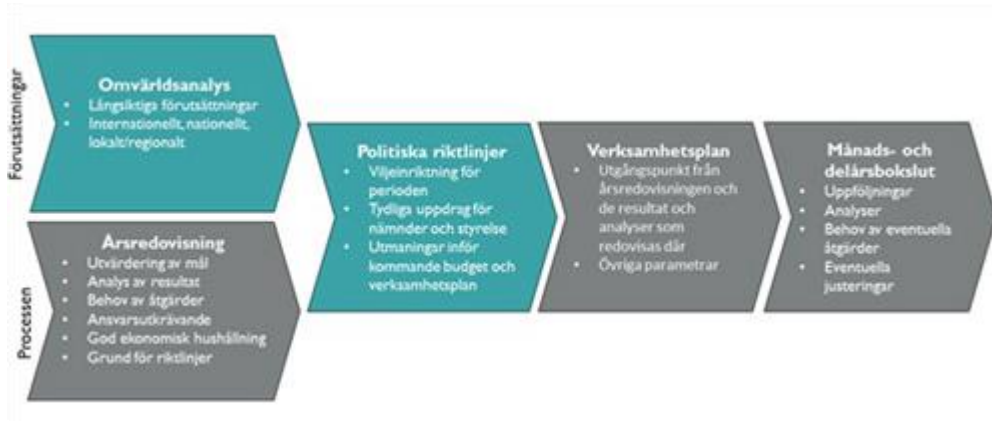 Förutsättningar
Omvärldsanalys
• Långsiktiga förutsättningar
• Internationellt, nationellt,
lokalt/regionalt
Processen
Årsredovisning
• Utvärdering av mål
• Analys av resultat
• Behov av åtgärder
• Ansvarsutkrävande
• God ekonomisk hushållning
• Grund för riktlinjer
Politiska riktlinjer
• Viljeinriktning för
perioden
• Tydliga uppdrag för
nämnder och styrelse
• Utmaningar inför
kommande budget och
verksamhetsplan
Verksamhetsplan
• Utgångspunkt från
årsredovisningen och
de resultat och
analyser som
redovisas där
• Övriga parametrar
Månads- och
delårsbokslut
• Uppföljningar
• Analyser
• Behov av eventuella
åtgärder
• Eventuella
justeringar